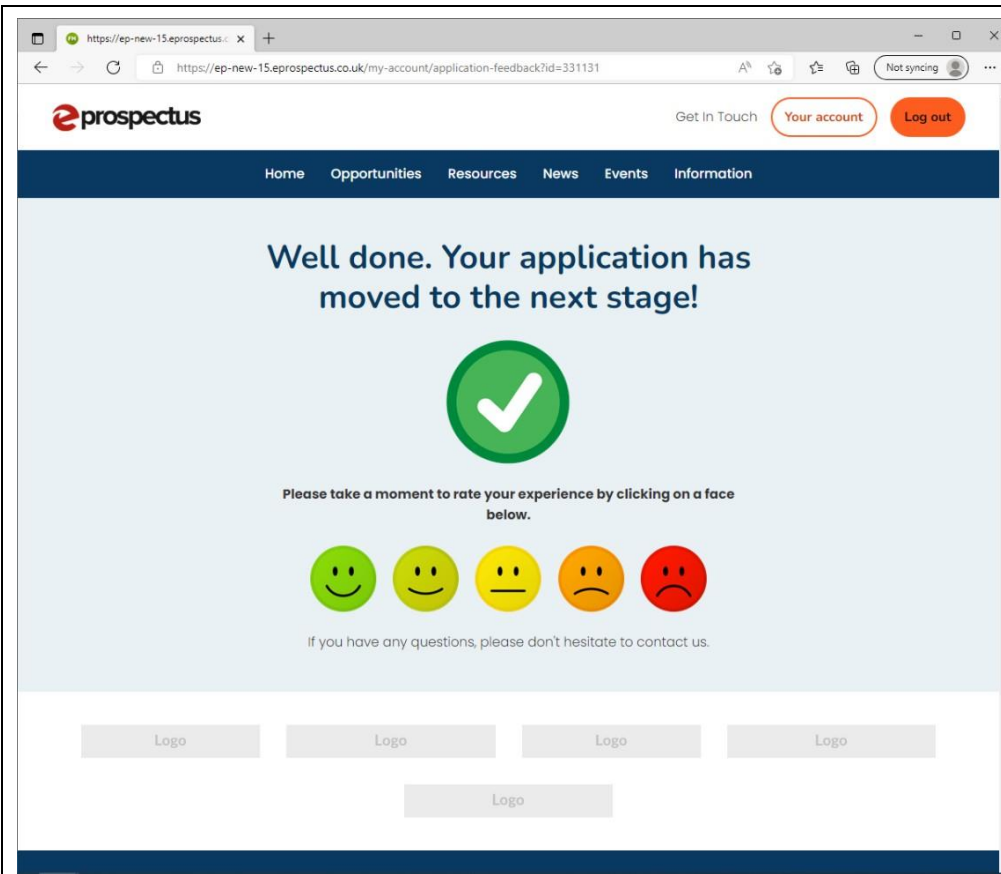 https://ep-new-15.eprospectus.c
https://ep-new-15.eprospectus.co.uk/my-account/application-feedback?id=331131
Not syncing
eprospectus
Get In Touch
Your account
Log out
Home Opportunities Resources News Events Information
Well done. Your application has
moved to the next stage!
Please take a moment to rate your experience by clicking on a face
below.
If you have any questions, please don't hesitate to contact us.
Logo Logo Logo Logo
Logo